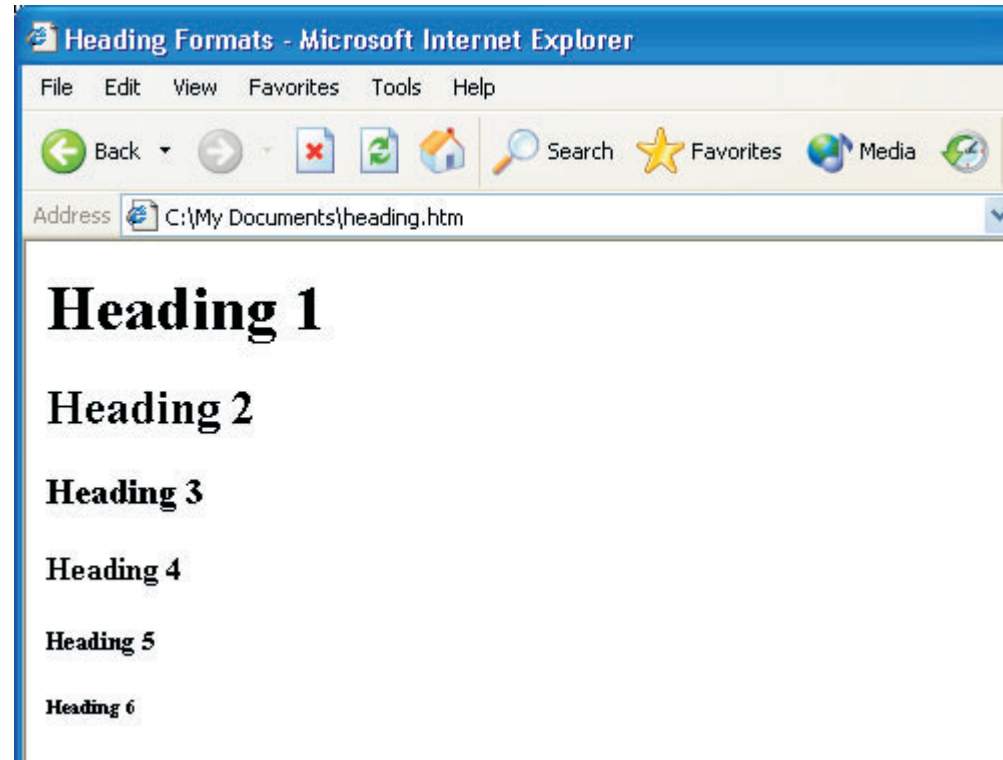 Heading Formats - Microsoft Internet Explorer
File Edit View Favorites Tools Help
Back Search Favorites Media
Address C:\My Documents\heading.htm
Heading 1
Heading 2
Heading 3
Heading 4
Heading 5
Heading 6